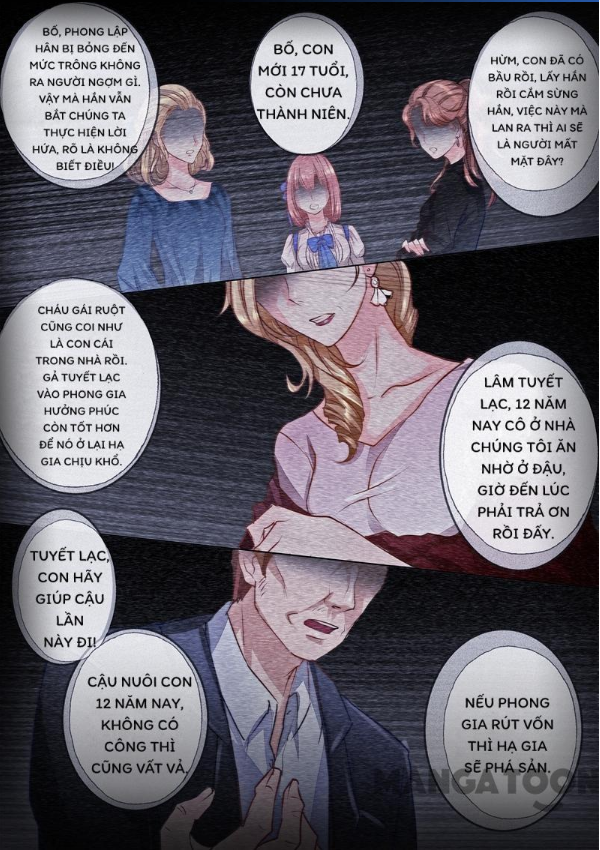 BỐ, PHONG LẬP
HÂN BỊ BỎNG ĐẾN
MỨC TRÔNG KHÔNG
RA NGƯỜI NGỢM GÌ.
VẬY MÀ HẮN VẪN
BẮT CHÚNG TA
THỰC HIỆN LỜI
HỨA, RÕ LÀ KHÔNG
BIẾT ĐIỀU!
BỐ, CON
MỚI 17 TUỔI,
CÒN CHƯA
THÀNH NIÊN.
HỪM, CON ĐÃ CÓ
BẦU RỒI, LẤY HẮN
RỒI CẮM SỪNG
HẮN, VIỆC NÀY MÀ
LAN RA THÌ AI SẼ
LÀ NGƯỜI MẤT
MẶT ĐÂY?
CHÁU GÁI RUỘT
CŨNG COI NHƯ
LÀ CON CÁI
TRONG NHÀ RỒI.
GẢ TUYẾT LẠC
VÀO PHONG GIA
HƯỞNG PHÚC
CÒN TỐT HƠN
ĐỂ NÓ Ở LẠI HẠ
GIA CHỊU KHỔ.
LÂM TUYẾT
LẠC, 12 NĂM
NAY CÔ Ở NHÀ
CHÚNG TÔI ĂN
NHỜ Ở ĐẬU,
GIỜ ĐẾN LÚC
PHẢI TRẢ ƠN
RỒI ĐẤY.
TUYẾT LẠC,
CON HÃY
GIÚP CẬU
LẦN
NÀY ĐI!
CẬU NUÔI CON
12 NĂM NAY,
KHÔNG CÓ
CÔNG THÌ
CŨNG VẤT VẢ.
NẾU PHONG
GIA RÚT VỐN
THÌ HẠ GIA
SẼ PHÁ SẢN.
MANGATOON